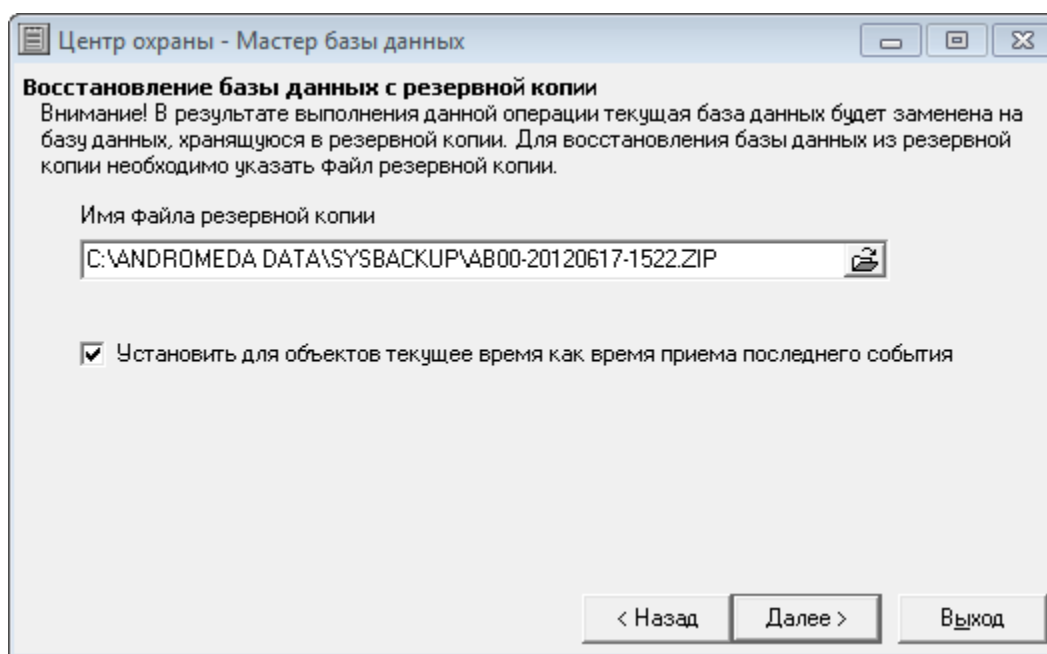 Центр охраны - Мастер базы данных
Восстановление базы данных с резервной копии
Внимание! В результате выполнения данной операции текущая база данных будет заменена на
базу данных, хранящуюся в резервной копии. Для восстановления базы данных из резервной
копии необходимо указать файл резервной копии.
Имя файла резервной копии
C:\ANDROMEDA DATA\SYSBACKUP\AB00-20120617-1522.ZIP
Установить для объектов текущее время как время приема последнего события
< Назад Далее > Выход